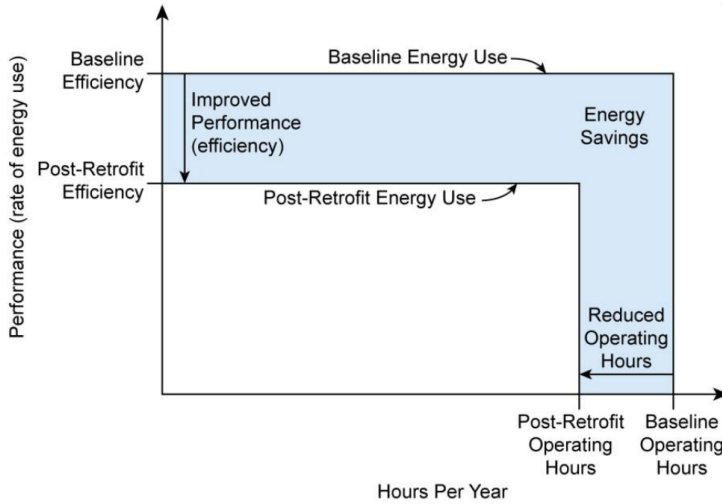 Baseline
Efficiency
Baseline Energy Use
Improved
Performance
(efficiency)
Energy
Savings
Post-Retrofit
Efficiency
Post-Retrofit Energy Use
Performance (rate of energy use)
Reduced
Operating
Hours
Post-Retrofit
Operating
Hours
Baseline
Operating
Hours
Hours Per Year